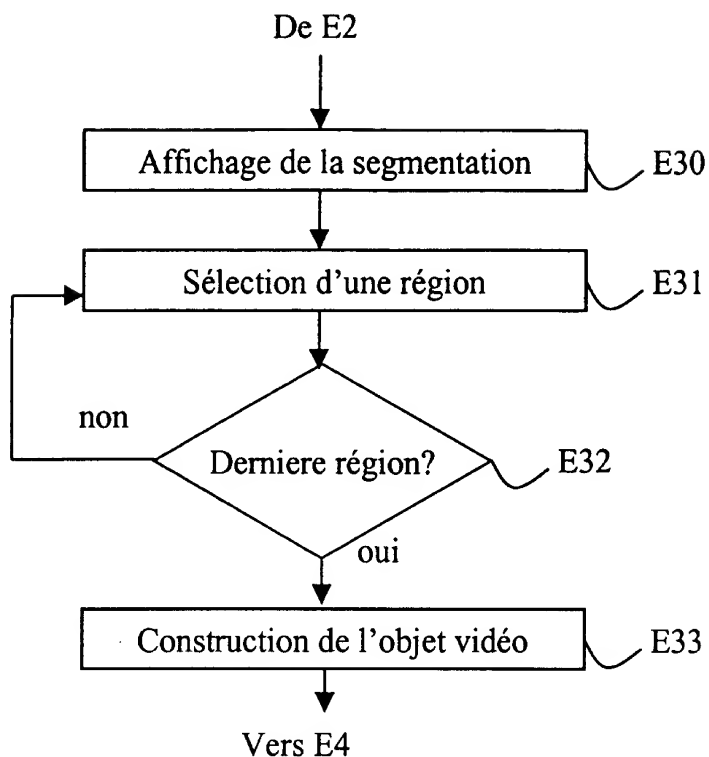 De E2
Affichage de la segmentation
E30
Sélection d'une région
E31
non
Derniere région?
E32
oui
Construction de l'objet vidéo
E33
Vers E4